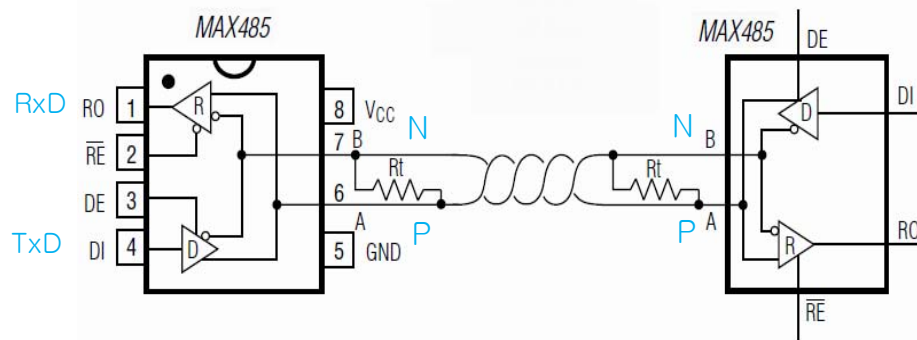 MAX485
MAX485
DE
RxD RO 1 R 8 VCC
D DI
7 B N N B
RE 2
Rt Rt
DE 3
6 A P P A
TxD DI 4 D 5 GND
R RO
RE